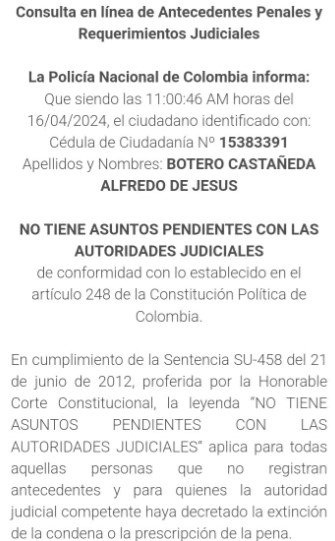 Consulta en línea de Antecedentes Penales y
Requerimientos Judiciales
La Policía Nacional de Colombia informa:
Que siendo las 11:00:46 AM horas del
16/04/2024, el ciudadano identificado con:
Cédula de Ciudadanía Nº 15383391
Apellidos y Nombres: BOTERO CASTAÑEDA
ALFREDO DE JESUS
NO TIENE ASUNTOS PENDIENTES CON LAS
AUTORIDADES JUDICIALES
de conformidad con lo establecido en el
artículo 248 de la Constitución Política de
Colombia.
En cumplimiento de la Sentencia SU-458 del 21
de junio de 2012, proferida por la Honorable
Corte Constitucional, la leyenda “NO TIENE
ASUNTOS PENDIENTES CON LAS
AUTORIDADES JUDICIALES” aplica para todas
aquellas personas que no registran
antecedentes y para quienes la autoridad
judicial competente haya decretado la extinción
de la condena o la prescripción de la pena.